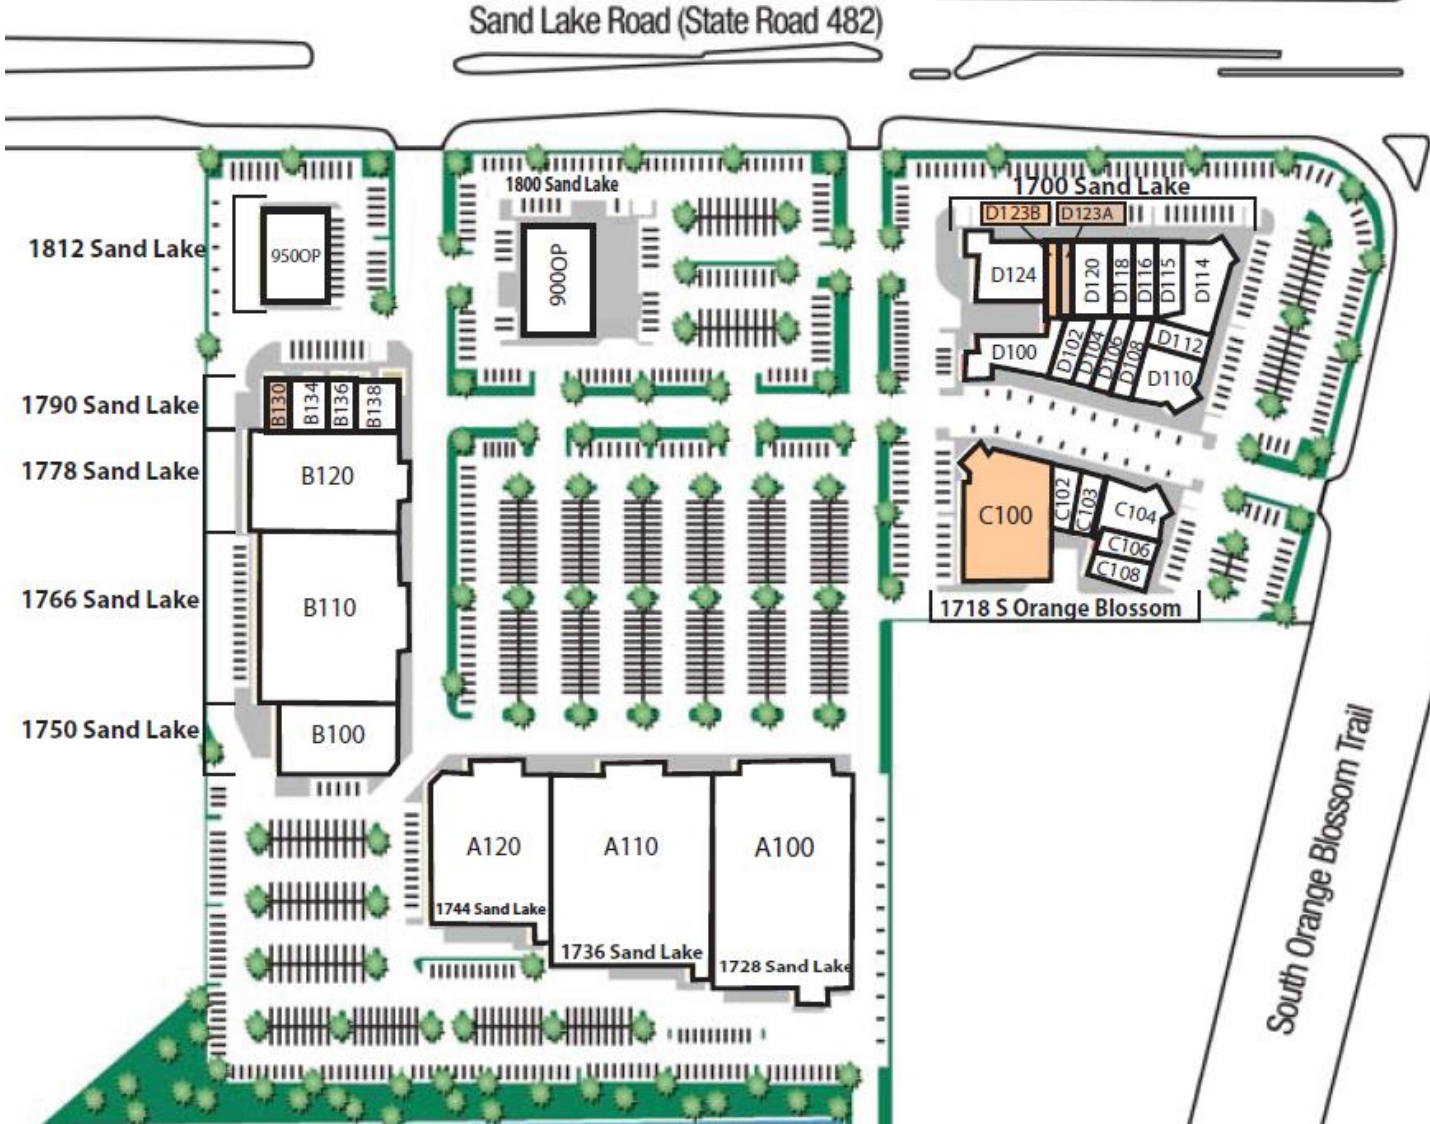 Sand Lake Road (State Road 482)
1800 Sand Lake
1700 Sand Lake
D123B
D123A
1812 Sand Lake
950OP
900OP
D124
D120
D118
D116
D115
D114
D100
D102
D104
D106
D108
D112
D110
1790 Sand Lake
B130
B134
B136
B138
1778 Sand Lake
B120
C100
C102
C103
C104
C106
C108
1766 Sand Lake
B110
1718 S Orange Blossom
1750 Sand Lake
B100
A120
A110
A100
1744 Sand Lake
1736 Sand Lake
1728 Sand Lake
South Orange Blossom Trail